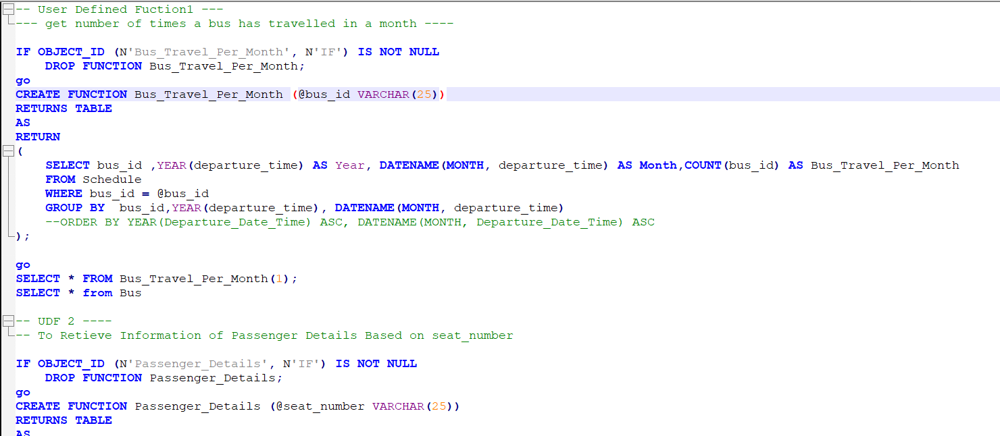 -- User Defined Fuction1 ---
--- get number of times a bus has travelled in a month ----
IF OBJECT_ID (N'Bus_Travel_Per_Month', N'IF') IS NOT NULL
DROP FUNCTION Bus_Travel_Per_Month;
go
CREATE FUNCTION Bus_Travel_Per_Month (@bus_id VARCHAR(25))
RETURNS TABLE
AS
RETURN
(
SELECT bus_id ,YEAR(departure_time) AS Year, DATENAME(MONTH, departure_time) AS Month,COUNT(bus_id) AS Bus_Travel_Per_Month
FROM Schedule
WHERE bus_id = @bus_id
GROUP BY  bus_id,YEAR(departure_time), DATENAME(MONTH, departure_time)
--ORDER BY YEAR(Departure_Date_Time) ASC, DATENAME(MONTH, Departure_Date_Time) ASC
);
go
SELECT * FROM Bus_Travel_Per_Month(1);
SELECT * from Bus
-- UDF 2 ----
-- To Retieve Information of Passenger Details Based on seat_number
IF OBJECT_ID (N'Passenger_Details', N'IF') IS NOT NULL
DROP FUNCTION Passenger_Details;
go
CREATE FUNCTION Passenger_Details (@seat_number VARCHAR(25))
RETURNS TABLE
AS